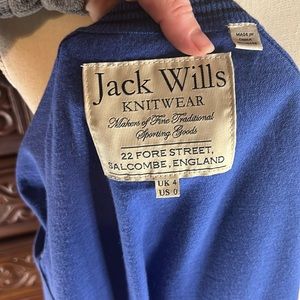 MADE IN
Jack Wills
KNITWEAR
Makers of Fine Traditional
Sporting Goods
22 FORE STREET,
SALCOMBE, ENGLAND
UK 4
US 0